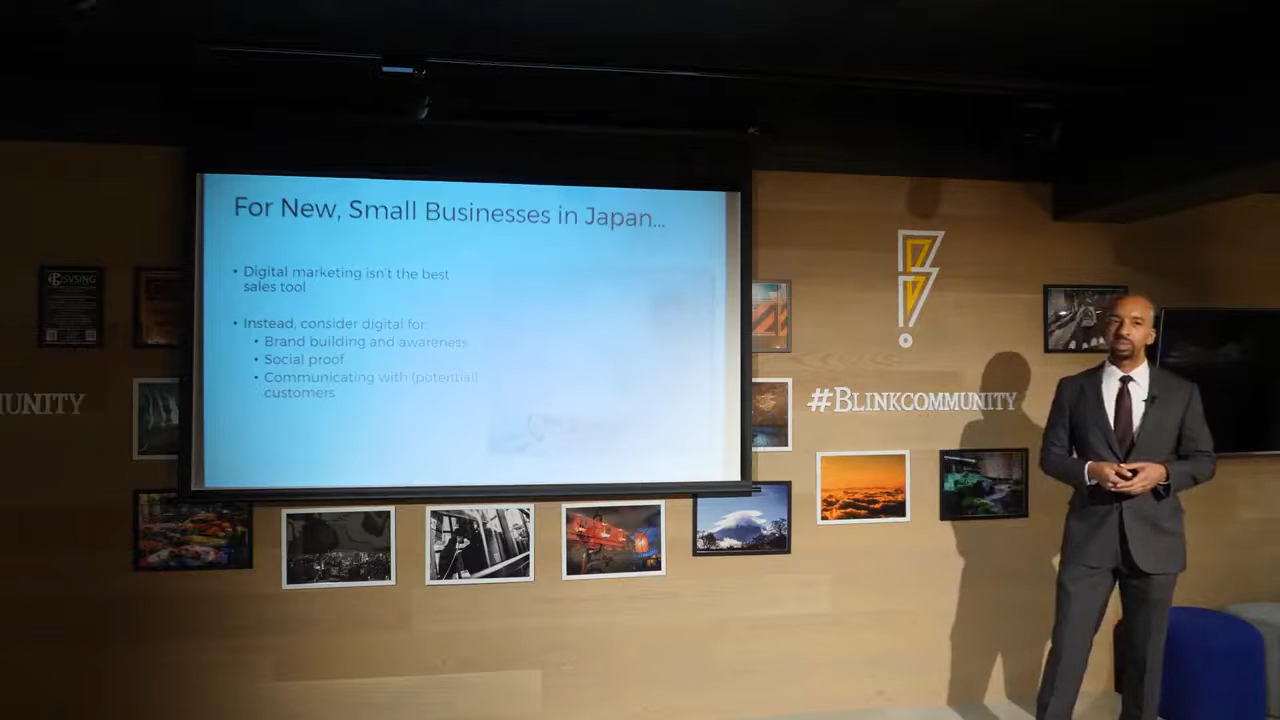 For New, Small Businesses in Japan...
• Digital marketing isn't the best
sales tool
• Instead, consider digital for:
• Brand building and awareness
• Social proof
• Communicating with (potential)
customers
#BLINKCOMMUNITY
MUNITY